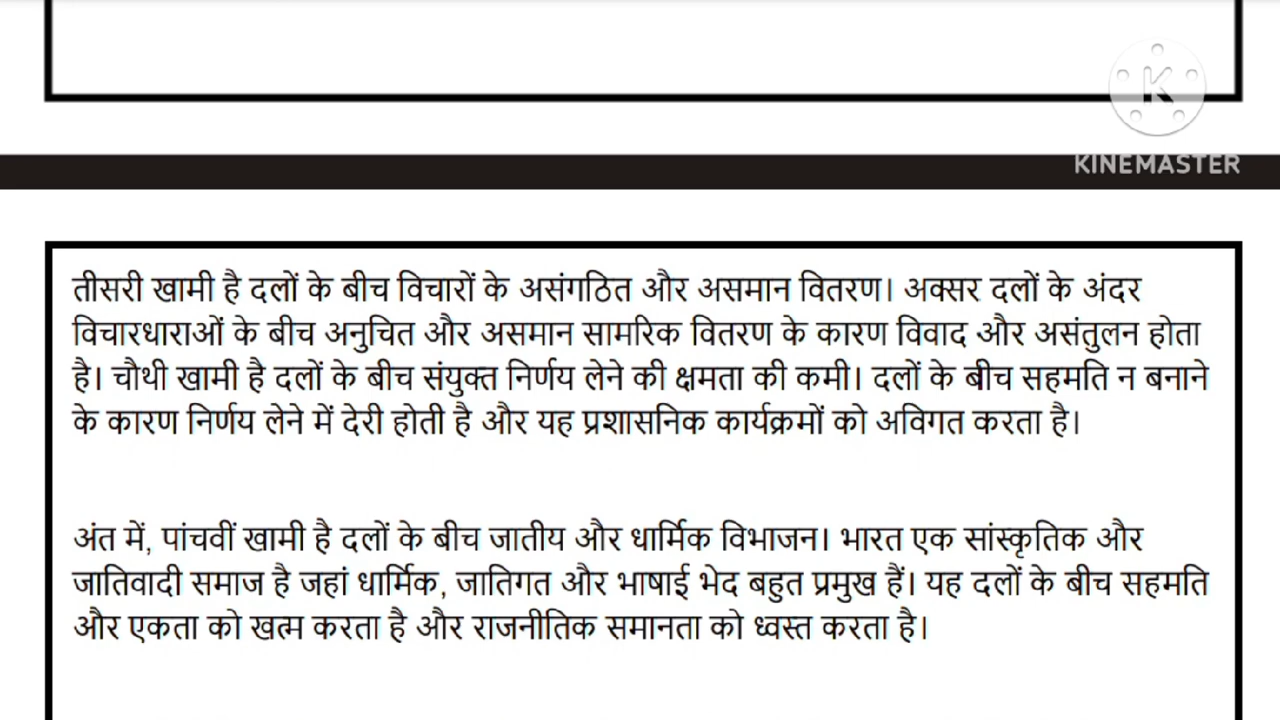 K
KINEMASTER
तीसरी खामी है दलों के बीच विचारों के असंगठित और असमान वितरण। अक्सर दलों के अंदर
विचारधाराओं के बीच अनुचित और असमान सामरिक वितरण के कारण विवाद और असंतुलन होता
है। चौथी खामी है दलों के बीच संयुक्त निर्णय लेने की क्षमता की कमी। दलों के बीच सहमति न बनाने
के कारण निर्णय लेने में देरी होती है और यह प्रशासनिक कार्यक्रमों को अविगत करता है।
अंत में, पांचवीं खामी है दलों के बीच जातीय और धार्मिक विभाजन। भारत एक सांस्कृतिक और
जातिवादी समाज है जहां धार्मिक, जातिगत और भाषाई भेद बहुत प्रमुख हैं। यह दलों के बीच सहमति
और एकता को खत्म करता है और राजनीतिक समानता को ध्वस्त करता है।